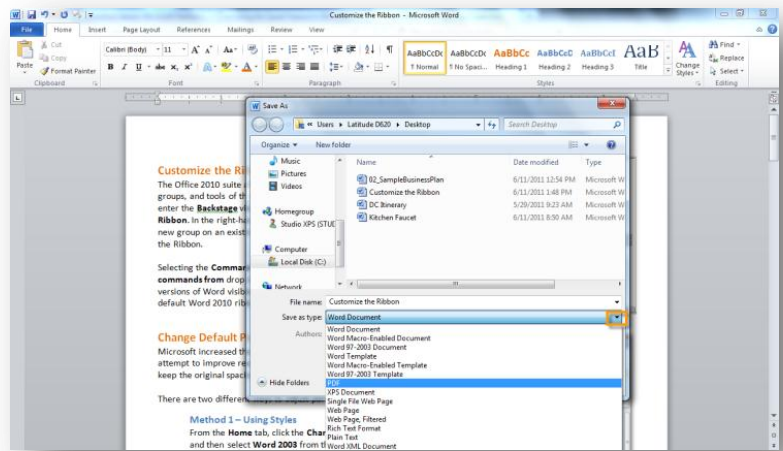 Customize the Ribbon - Microsoft Word
File Home Insert Page Layout References Mailings Review View
Paste
Cut
Copy
Format Painter
Clipboard
Calibri (Body) 11
Font
Paragraph
AaBbCcDc AaBbCcDc AaBbCc AaBbCcC AaBbCcI AaB
¶ Normal ¶ No Spaci... Heading 1 Heading 2 Heading 3 Title
Styles
Change
Styles
Find
Replace
Select
Editing
Save As
Users Latitude D620 Desktop
Search Desktop
Organize New folder
Music
Pictures
Videos
Homegroup
Studio XPS (STUE
Computer
Local Disk (C:)
Network
Name Date modified Type
02_SampleBusinessPlan 6/11/2011 12:54 PM Microsoft W
Customize the Ribbon 6/11/2011 1:48 PM Microsoft W
DC Itinerary 5/29/2011 9:23 AM Microsoft W
Kitchen Faucet 6/11/2011 8:50 AM Microsoft W
File name: Customize the Ribbon
Save as type: Word Document
Authors:
Word Document
Word Macro-Enabled Document
Word 97-2003 Document
Word Template
Word Macro-Enabled Template
Word 97-2003 Template
PDF
XPS Document
Single File Web Page
Web Page
Web Page, Filtered
Rich Text Format
Plain Text
Word XML Document
Hide Folders
Customize the Ri
The Office 2010 suite
groups, and tools of th
enter the Backstage vi
Ribbon. In the right-ha
new group on an exist
the Ribbon.
Selecting the Comman
commands from drop
versions of Word visib
default Word 2010 rib
Change Default P
Microsoft increased th
attempt to improve re
keep the original spaci
There are two different
Method 1 – Using Styles
From the Home tab, click the Char
and then select Word 2003 from t